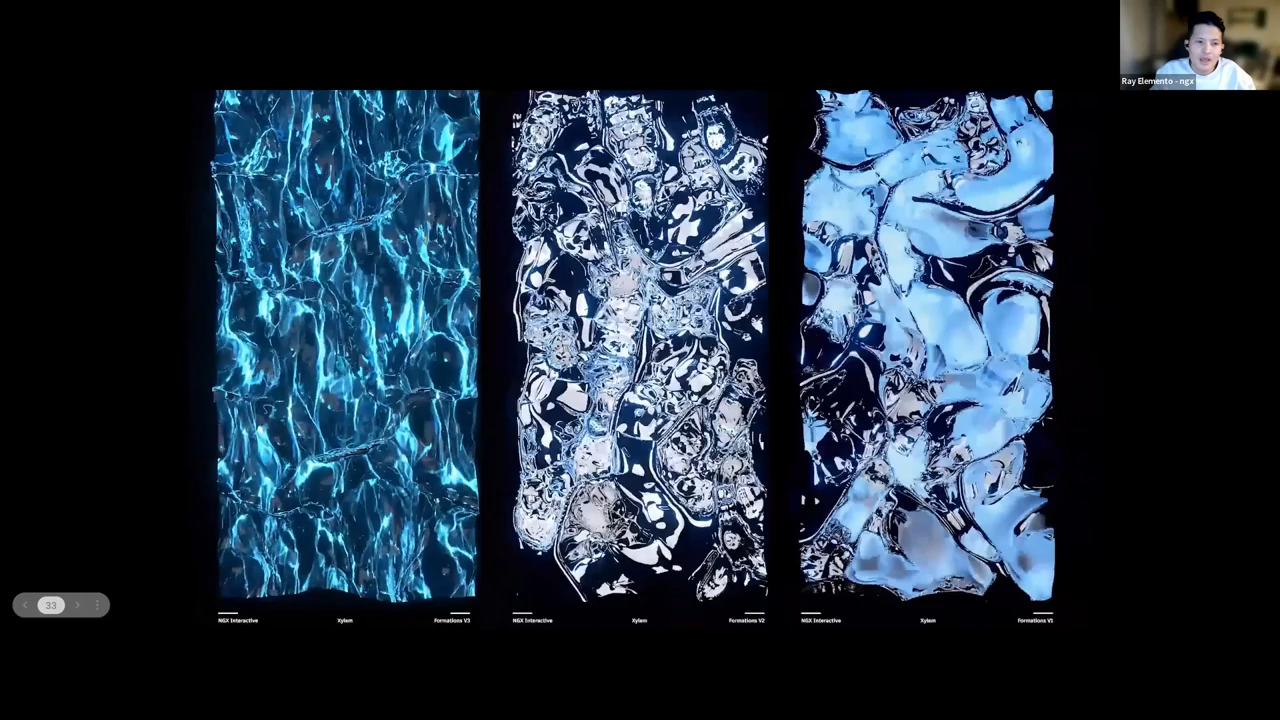 Ray Elemento - ngx
33
NGX Interactive Xylem Formations V3
NGX Interactive Xylem Formations V2
NGX Interactive Xylem Formations V1